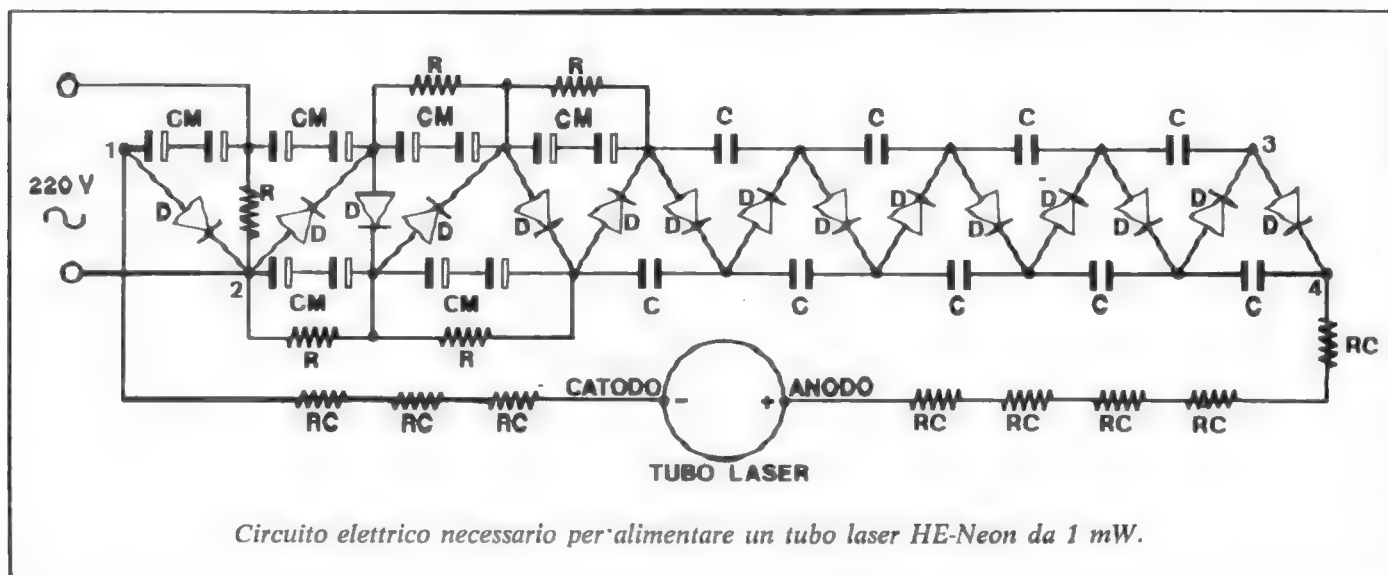 R R
CM CM CM CM C C C C
1 3
220 V
R D D D D D D D D D D D D D
2 4
CM CM C C C C C
R R RC
CATODO - + ANODO
RC RC RC RC RC RC RC
TUBO LASER
Circuito elettrico necessario per alimentare un tubo laser HE-Neon da 1 mW.